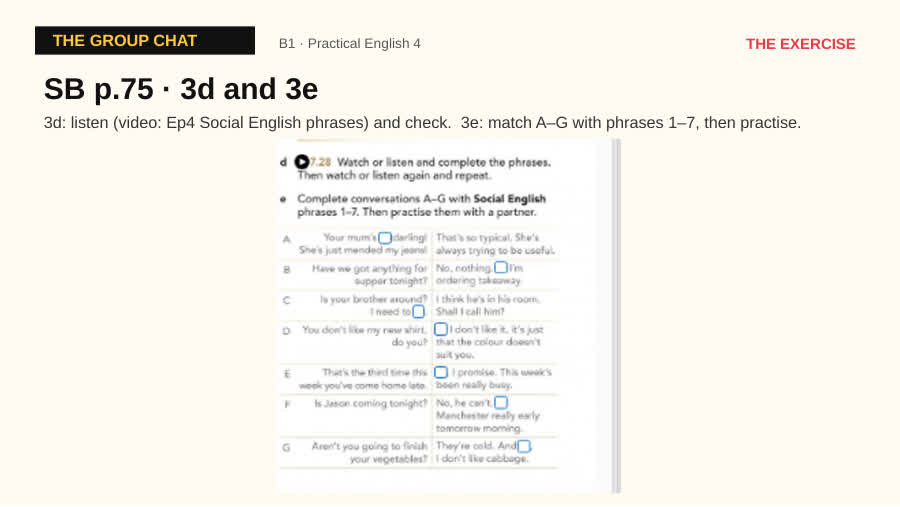 THE GROUP CHAT
B1 · Practical English 4
THE EXERCISE
SB p.75 · 3d and 3e
3d: listen (video: Ep4 Social English phrases) and check. 3e: match A–G with phrases 1–7, then practise.
d 7.28 Watch or listen and complete the phrases.
Then watch or listen again and repeat.
e Complete conversations A–G with Social English
phrases 1–7. Then practise them with a partner.
A Your mum's darling! That's so typical. She's
She's just mended my jeans! always trying to be useful.
B Have we got anything for No, nothing. I'm
supper tonight? ordering takeaway.
C Is your brother around? I think he's in his room.
I need to . Shall I call him?
D You don't like my new shirt, I don't like it, it's just
do you? that the colour doesn't
suit you.
E That's the third time this , I promise. This week's
week you've come home late. been really busy.
F Is Jason coming tonight? No, he can't.
Manchester really early
tomorrow morning.
G Aren't you going to finish They're cold. And ,
your vegetables? I don't like cabbage.